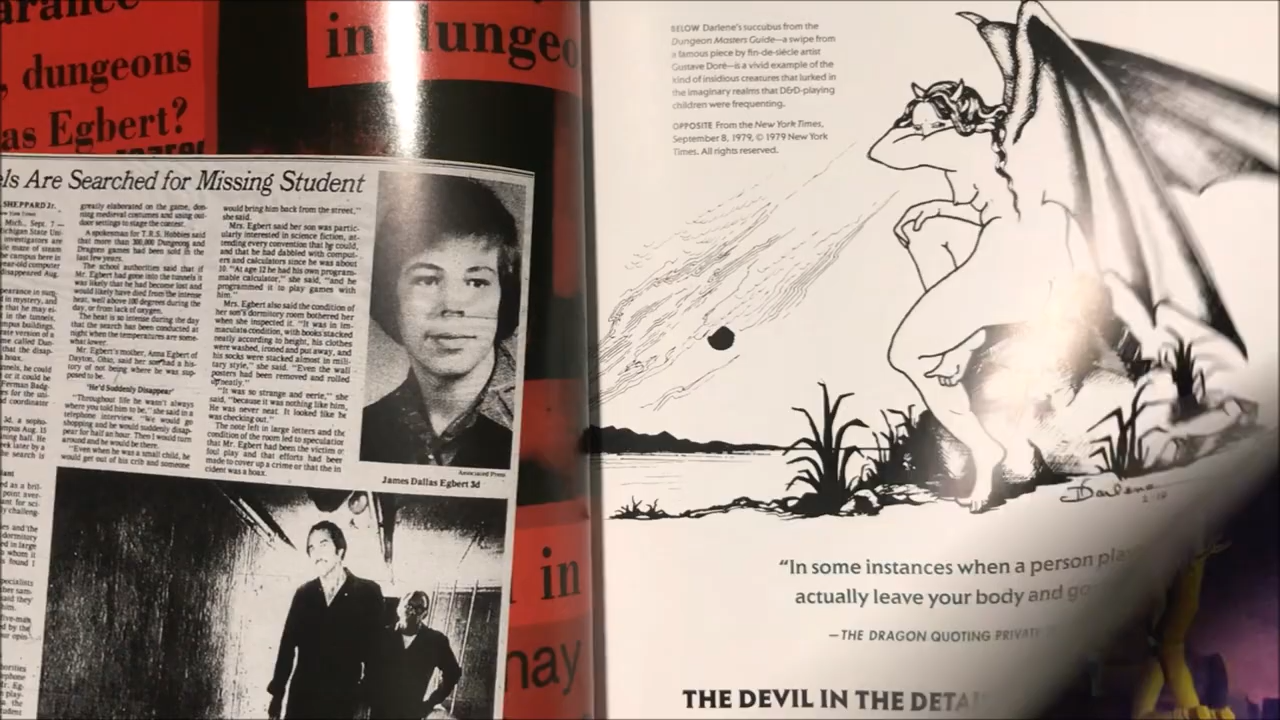 in dungeo
, dungeons
as Egbert?
els Are Searched for Missing Student
SHEPPARD Jr.
Mich., Sept. 7 —
greatly elaborated on the game, don-
ning medieval costumes and using out-
door settings to stage the contest.
A spokesman for T.R.S. Hobbies said
that more than 300,000 Dungeons and
Dragons games had been sold in the
last few years.
The school authorities said that if
Mr. Egbert had gone into the tunnels it
was likely that he had become lost and
would likely have died from the intense
heat, well above 100 degrees during the
day, or from lack of oxygen.
The heat is so intense during the day
that the search has been conducted at
night when the temperatures are some-
what lower.
Mr. Egbert's mother, Anna Egbert of
Dayton, Ohio, said her son had a his-
tory of not being where he was sup-
posed to be.
'He'd Suddenly Disappear'
"Throughout life he wasn't always
where you told him to be," she said in a
telephone interview. "We would go
shopping and he would suddenly disap-
pear for half an hour. Then I would turn
around and he would be there.
"Even when he was a small child, he
would get out of his crib and someone
would bring him back from the street,"
she said.
Mrs. Egbert said her son was partic-
ularly interested in science fiction, at-
tending every convention that he could,
and that he had dabbled with comput-
ers and calculators since he was about
10. "At age 12 he had his own program-
mable calculator," she said, "and he
programmed it to play games with
him."
Mrs. Egbert also said the condition of
her son's dormitory room bothered her
when she inspected it. "It was in im-
maculate condition, with books stacked
neatly according to height, his clothes
were washed, ironed and put away, and
his socks were stacked almost in mili-
tary style," she said. "Even the wall
posters had been removed and rolled
up neatly."
"It was so strange and eerie," she
said, "because it was nothing like him.
He was never neat. It looked like he
was checking out."
The note left in large letters and the
condition of the room led to speculation
that Mr. Egbert had been the victim of
foul play and that efforts had been
made to cover up a crime or that the in
cident was a hoax.
Associated Press
James Dallas Egbert 3d
in
nay
BELOW Darlene's succubus from the
Dungeon Masters Guide—a swipe from
a famous piece by fin-de-siècle artist
Gustave Doré—is a vivid example of the
kind of insidious creatures that lurked in
the imaginary realms that D&D-playing
children were frequenting.
OPPOSITE From the New York Times,
September 8, 1979, © 1979 New York
Times. All rights reserved.
Darlene
"In some instances when a person pla
actually leave your body and go
—THE DRAGON QUOTING PRIVATE
THE DEVIL IN THE DETA